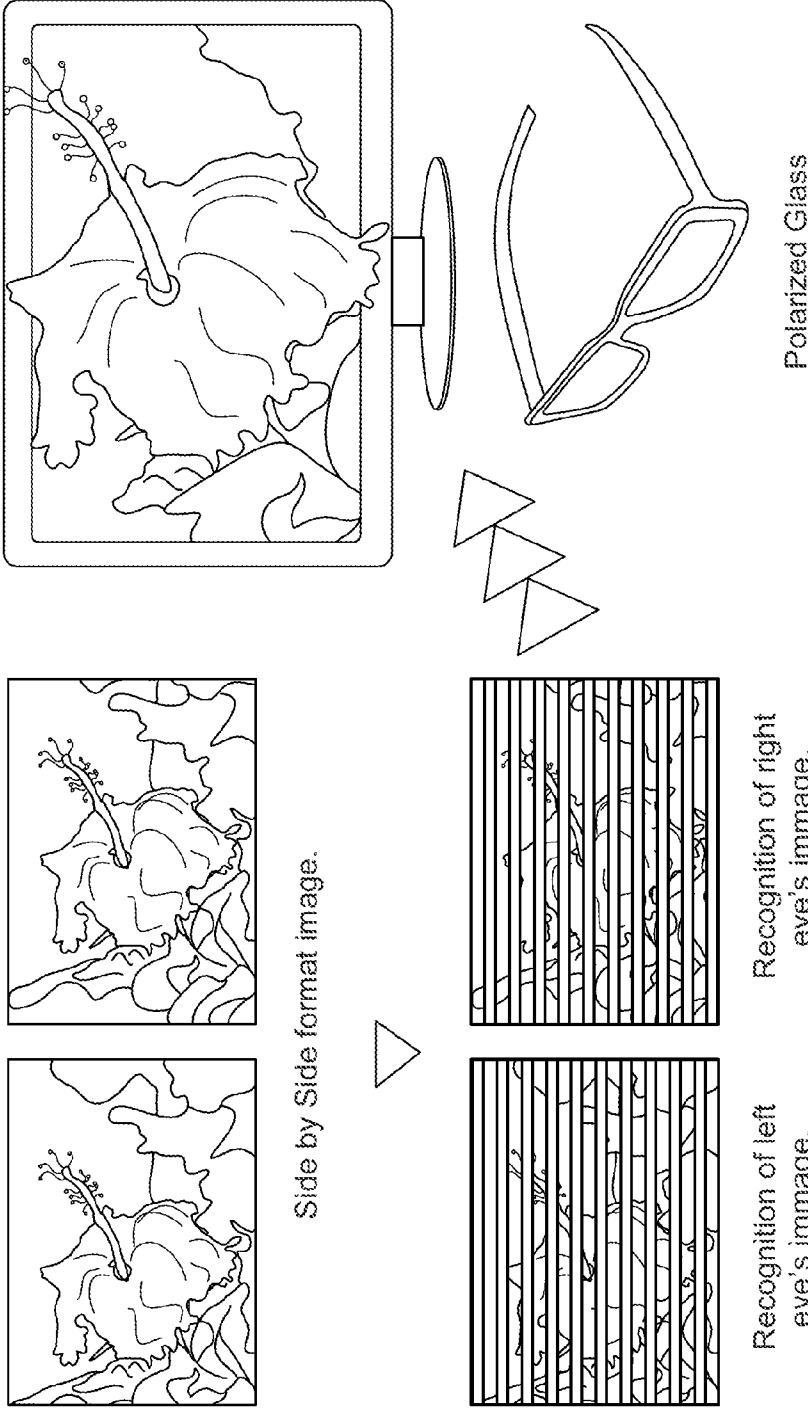 Side by Side format image.
Recognition of left
eye's immage.
Recognition of right
eye's immage.
Polarized Glass